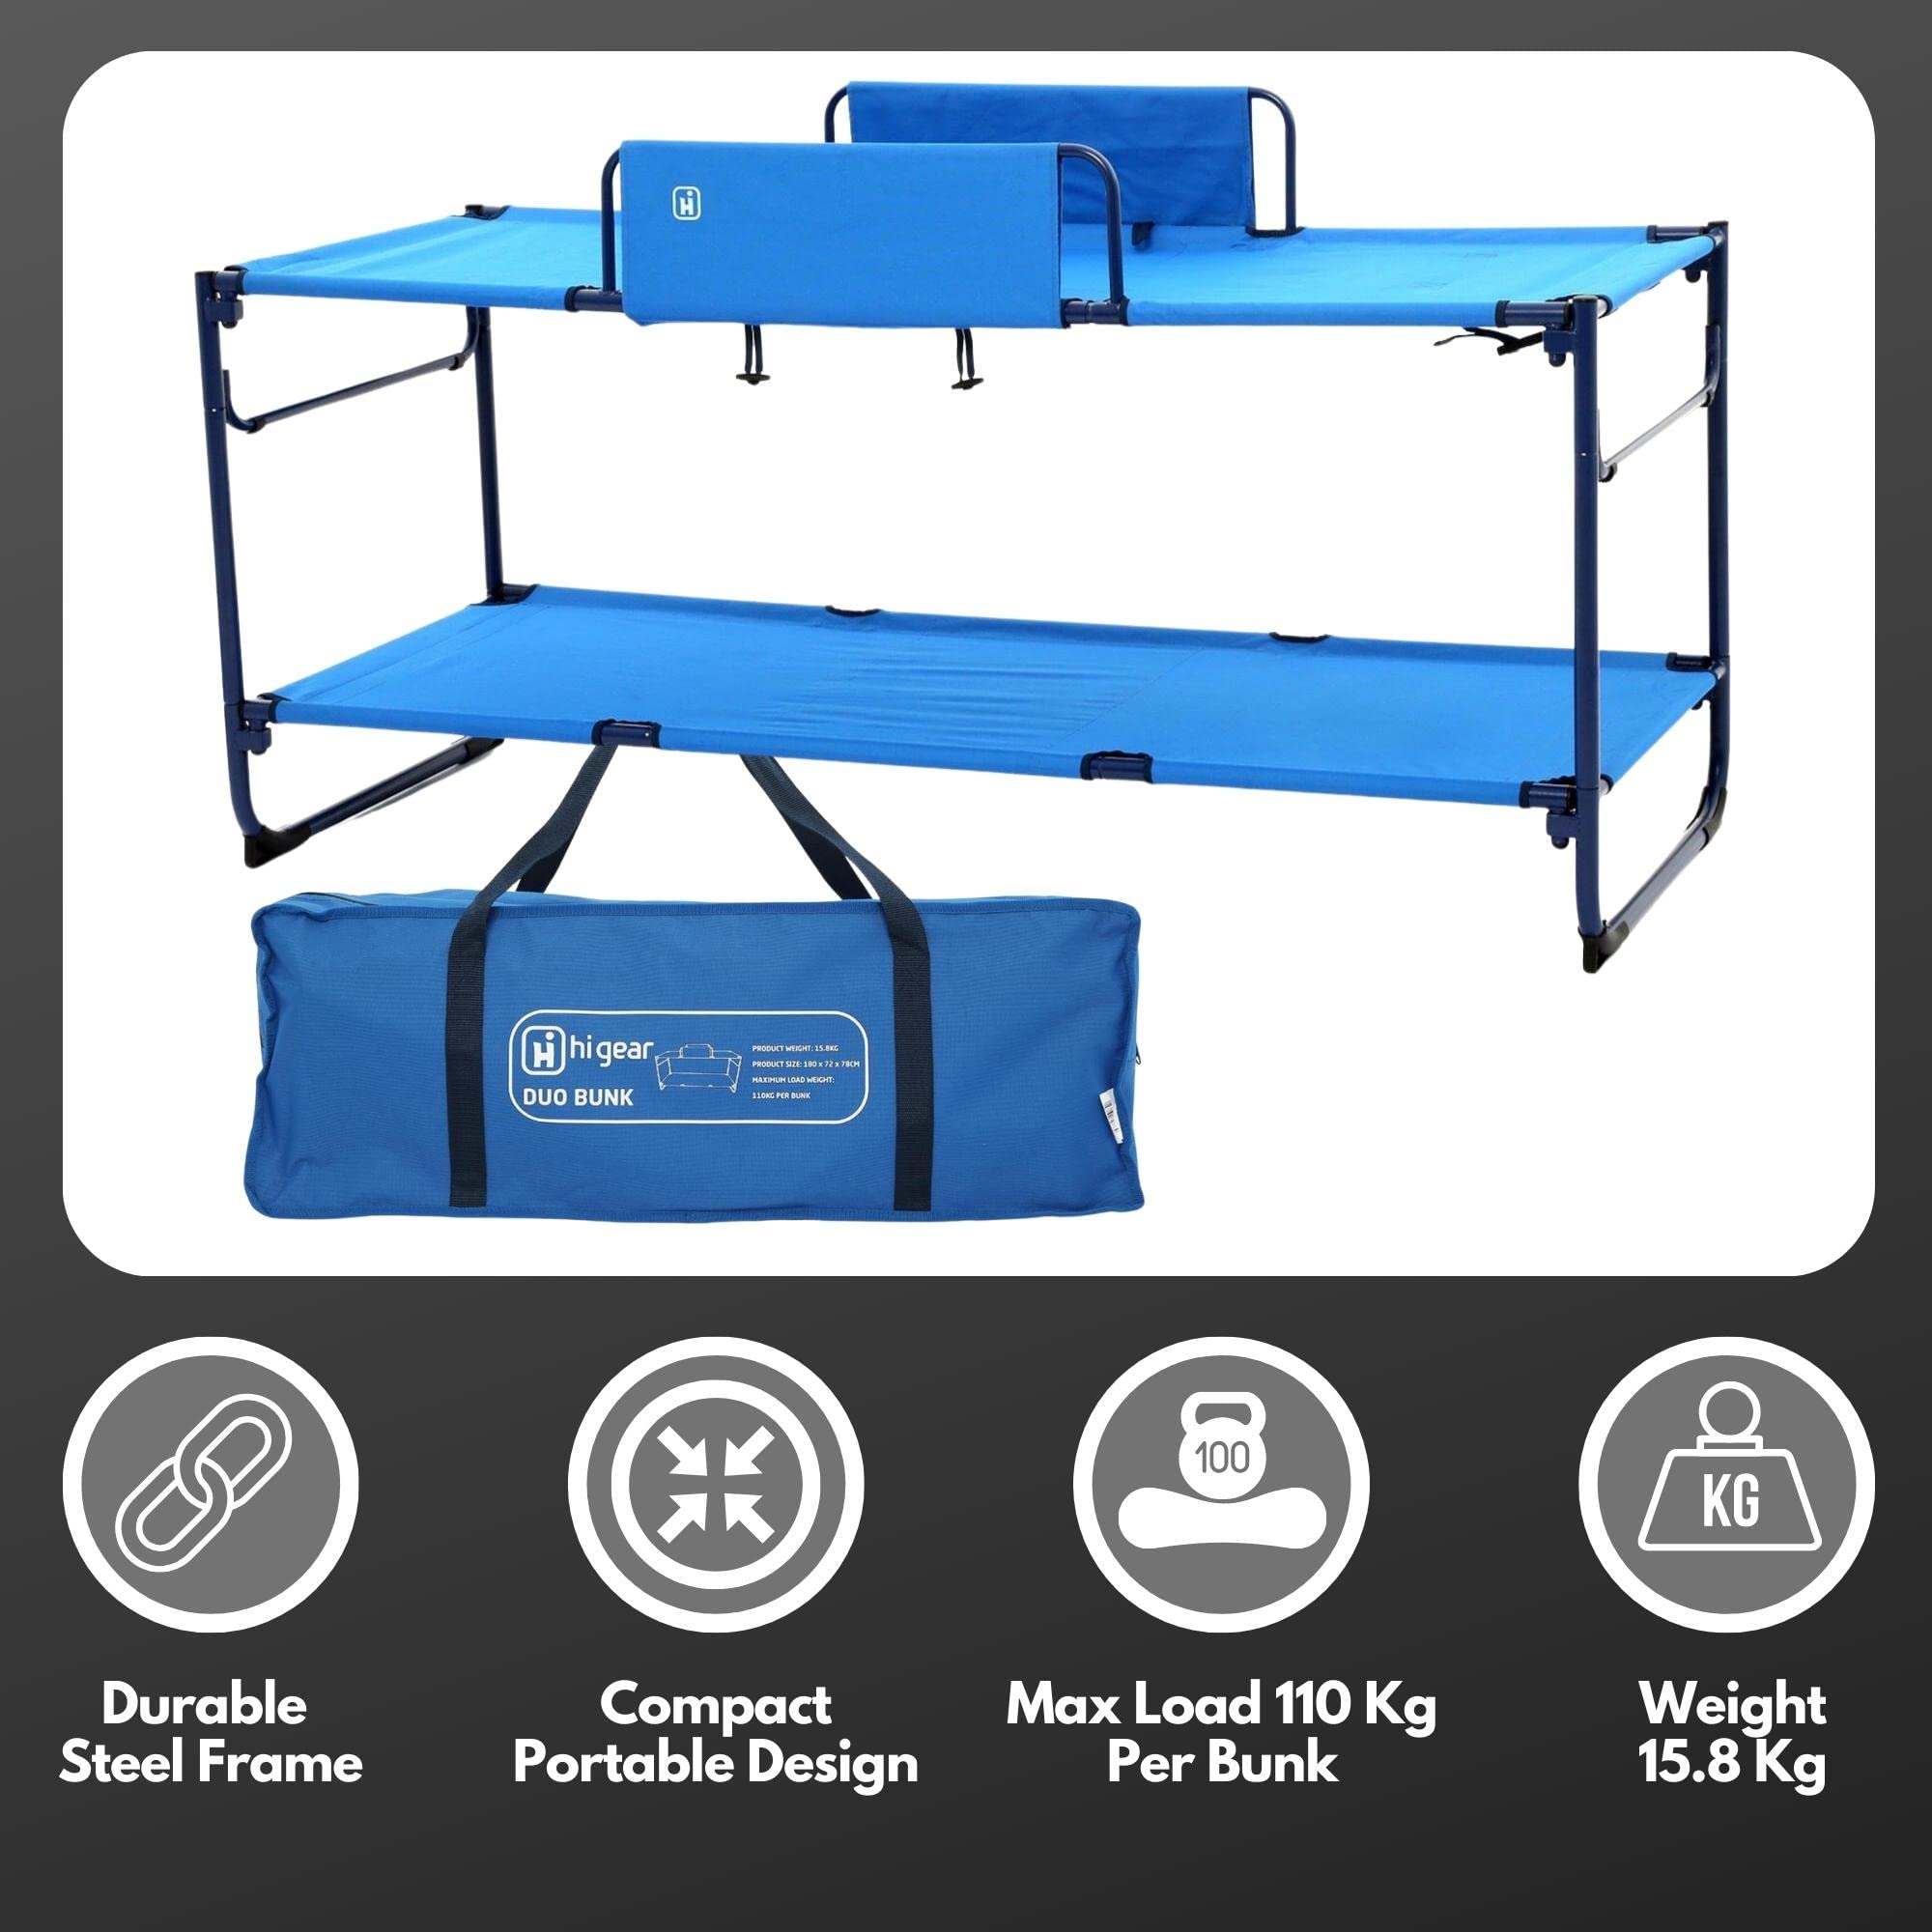 hi gear
DUO BUNK
PRODUCT WEIGHT: 15.8KG
PRODUCT SIZE: 180 x 72 x 78CM
MAXIMUM LOAD WEIGHT:
110KG PER BUNK
100
KG
Durable
Steel Frame
Compact
Portable Design
Max Load 110 Kg
Per Bunk
Weight
15.8 Kg